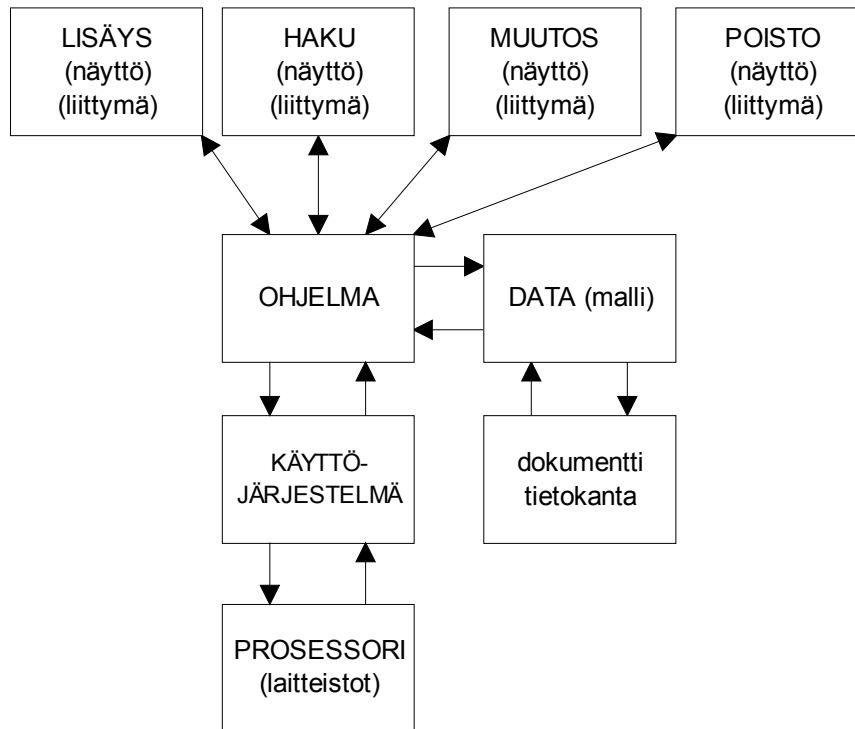 LISÄYS
(näyttö)
(liittymä)
HAKU
(näyttö)
(liittymä)
MUUTOS
(näyttö)
(liittymä)
POISTO
(näyttö)
(liittymä)
OHJELMA
DATA (malli)
KÄYTTÖ-
JÄRJESTELMÄ
dokumentti
tietokanta
PROSESSORI
(laitteistot)